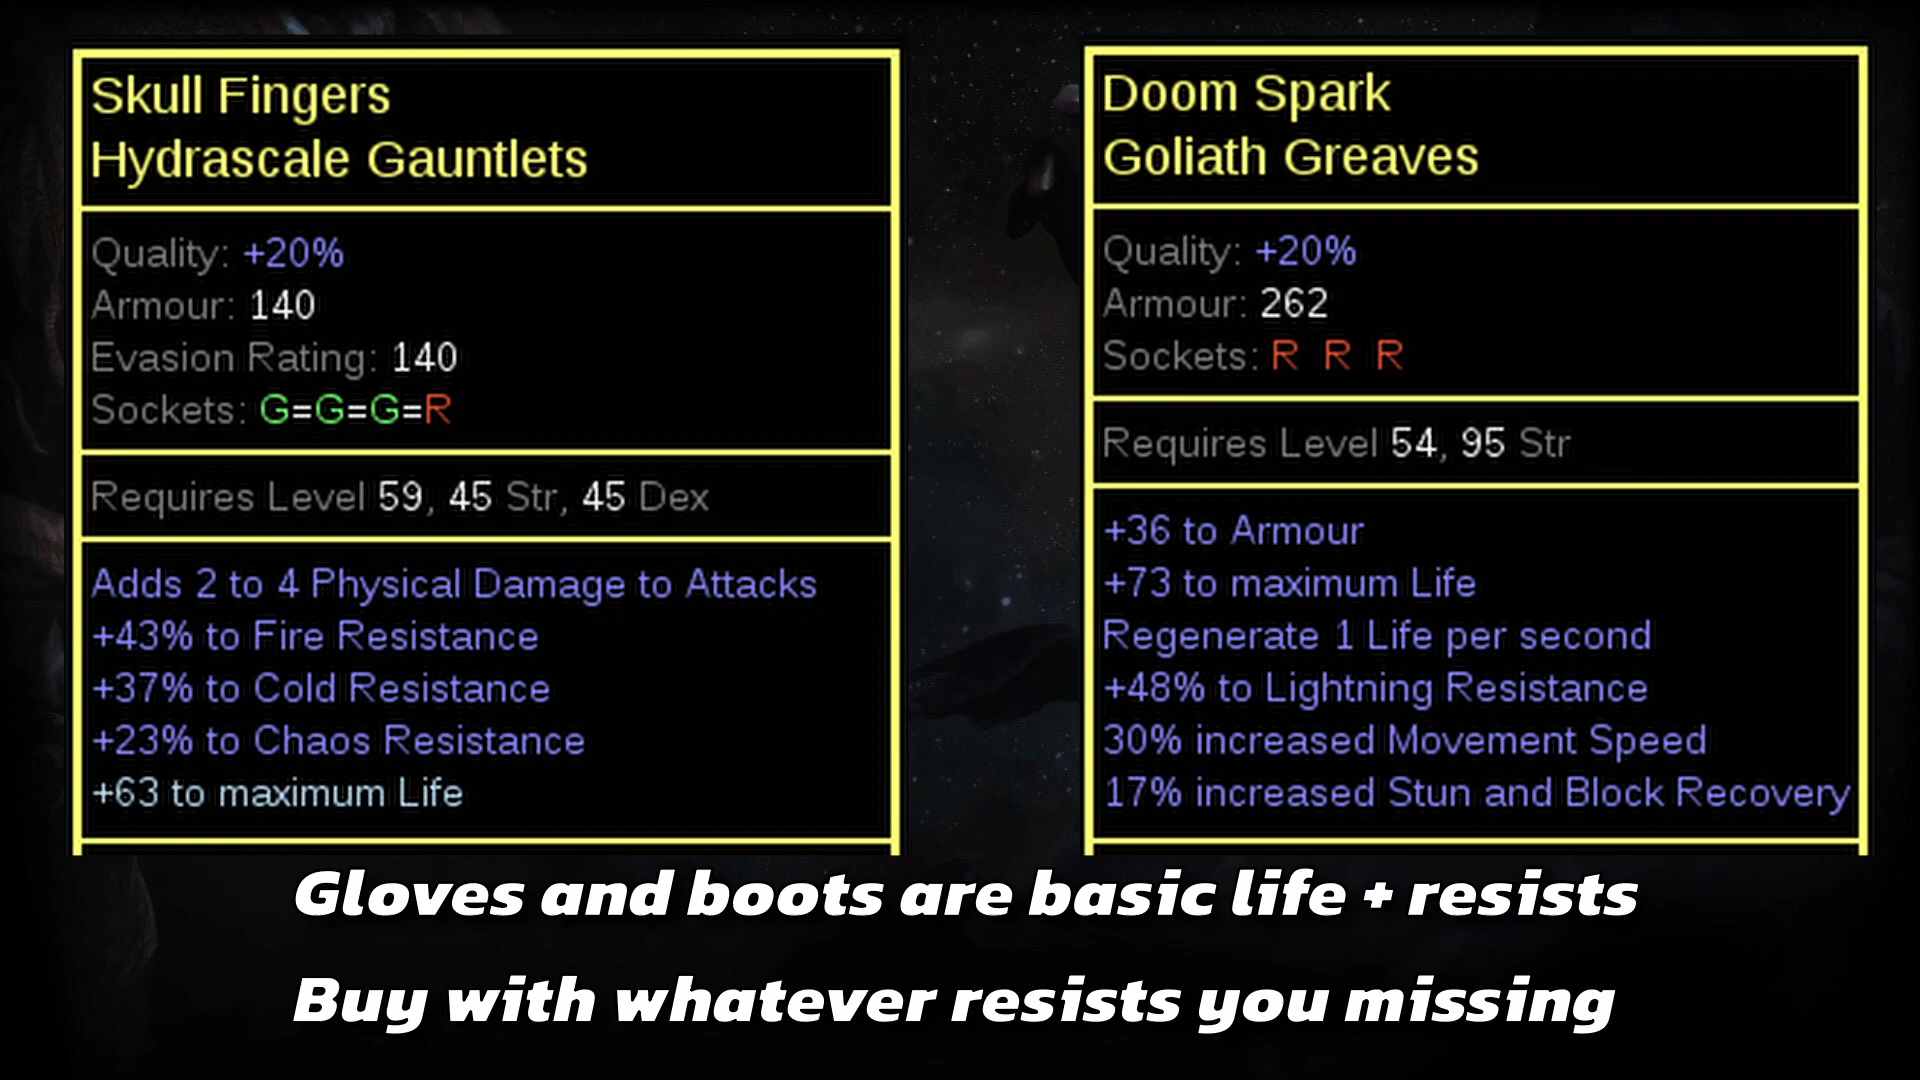 Skull Fingers
Hydrascale Gauntlets
Quality: +20%
Armour: 140
Evasion Rating: 140
Sockets: G=G=G=R
Requires Level 59, 45 Str, 45 Dex
Adds 2 to 4 Physical Damage to Attacks
+43% to Fire Resistance
+37% to Cold Resistance
+23% to Chaos Resistance
+63 to maximum Life
Doom Spark
Goliath Greaves
Quality: +20%
Armour: 262
Sockets: R R R
Requires Level 54, 95 Str
+36 to Armour
+73 to maximum Life
Regenerate 1 Life per second
+48% to Lightning Resistance
30% increased Movement Speed
17% increased Stun and Block Recovery
Gloves and boots are basic life + resists
Buy with whatever resists you missing